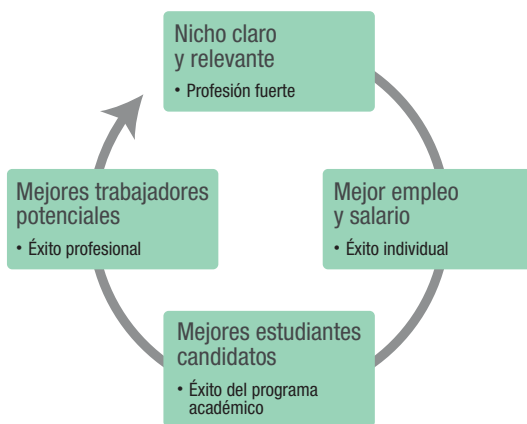 Nicho claro
y relevante
• Profesión fuerte
Mejor empleo
y salario
• Éxito individual
Mejores estudiantes
candidatos
• Éxito del programa
académico
Mejores trabajadores
potenciales
• Éxito profesional